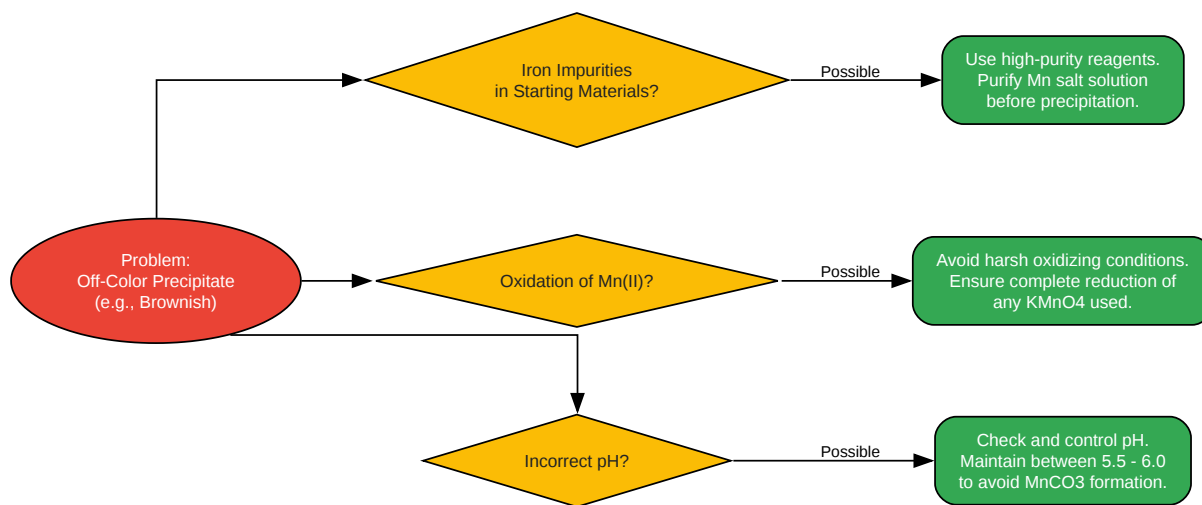 Iron Impurities
in Starting Materials?
Possible
Use high-purity reagents.
Purify Mn salt solution
before precipitation.
Problem:
Off-Color Precipitate
(e.g., Brownish)
Oxidation of Mn(II)?
Possible
Avoid harsh oxidizing conditions.
Ensure complete reduction of
any KMnO4 used.
Incorrect pH?
Possible
Check and control pH.
Maintain between 5.5 - 6.0
to avoid MnCO3 formation.